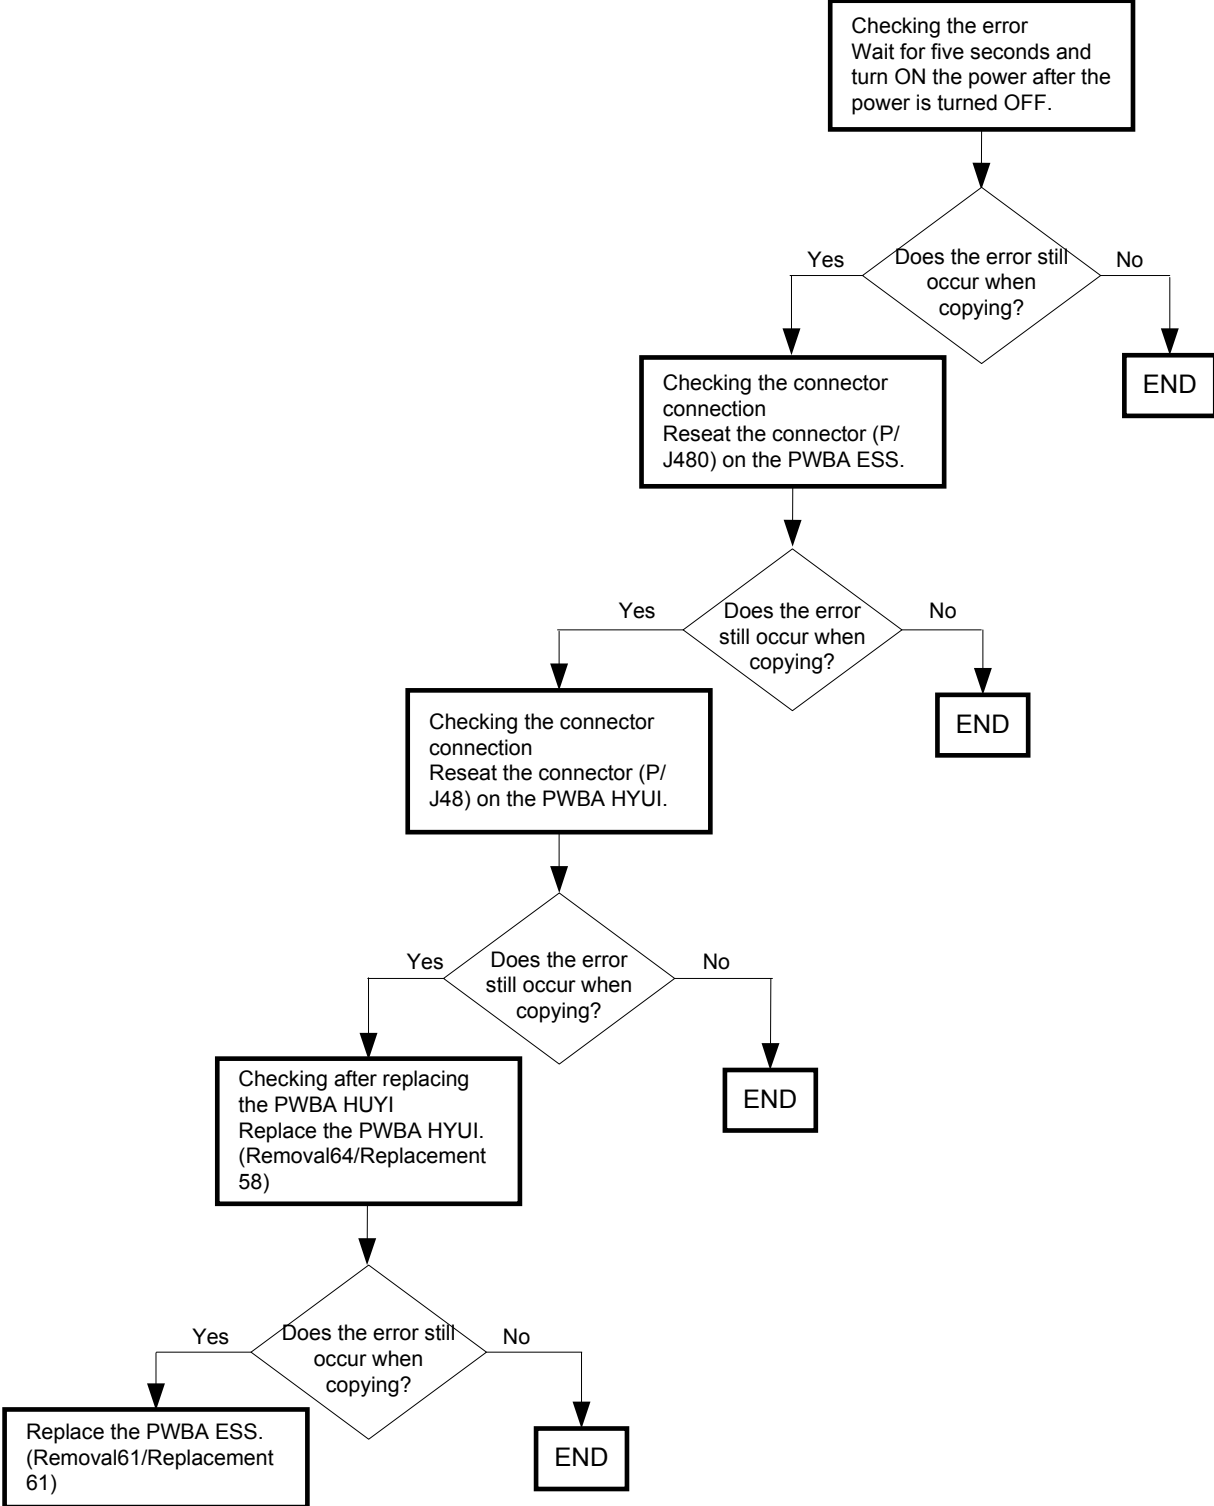 Checking the error
Wait for five seconds and
turn ON the power after the
power is turned OFF.
Does the error still
occur when
copying?
Yes
No
END
Checking the connector
connection
Reseat the connector (P/
J480) on the PWBA ESS.
Does the error
still occur when
copying?
Yes
No
END
Checking the connector
connection
Reseat the connector (P/
J48) on the PWBA HYUI.
Does the error
still occur when
copying?
Yes
No
END
Checking after replacing
the PWBA HUYI
Replace the PWBA HYUI.
(Removal64/Replacement
58)
Does the error still
occur when
copying?
Yes
No
END
Replace the PWBA ESS.
(Removal61/Replacement
61)